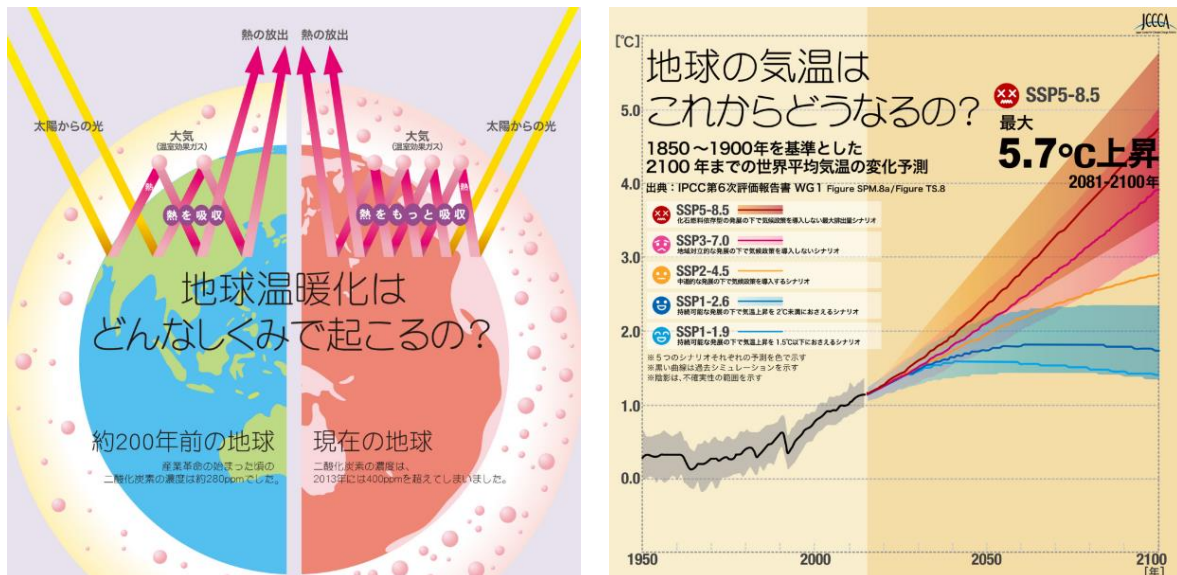 熱の放出 熱の放出
太陽からの光
大気
(温室効果ガス)
大気
(温室効果ガス)
太陽からの光
熱
熱
熱を吸収
熱をもっと吸収
地球温暖化は
どんなしくみで起こるの？
約200年前の地球
産業革命の始まった頃の
二酸化炭素の濃度は約280ppmでした。
現在の地球
二酸化炭素の濃度は、
2013年には400ppmを超えてしまいました。
JCCCA
[℃]
地球の気温は
これからどうなるの？
1850～1900年を基準とした
2100年までの世界平均気温の変化予測
出典：IPCC第6次評価報告書 WG1 Figure SPM.8a/Figure TS.8
SSP5-8.5
最大
5.7℃上昇
2081-2100年
SSP5-8.5
化石燃料依存型の発展の下で気候政策を導入しない最大排出量シナリオ
SSP3-7.0
地域対立的な発展の下で気候政策を導入しないシナリオ
SSP2-4.5
中道的な発展の下で気候政策を導入するシナリオ
SSP1-2.6
持続可能な発展の下で気温上昇を2℃未満におさえるシナリオ
SSP1-1.9
持続可能な発展の下で気温上昇を1.5℃以下におさえるシナリオ
※5つのシナリオそれぞれの予測を色で示す
※黒い曲線は過去シミュレーションを示す
※陰影は、不確実性の範囲を示す
5.0
4.0
3.0
2.0
1.0
0.0
1950 2000 2050 2100
[年]